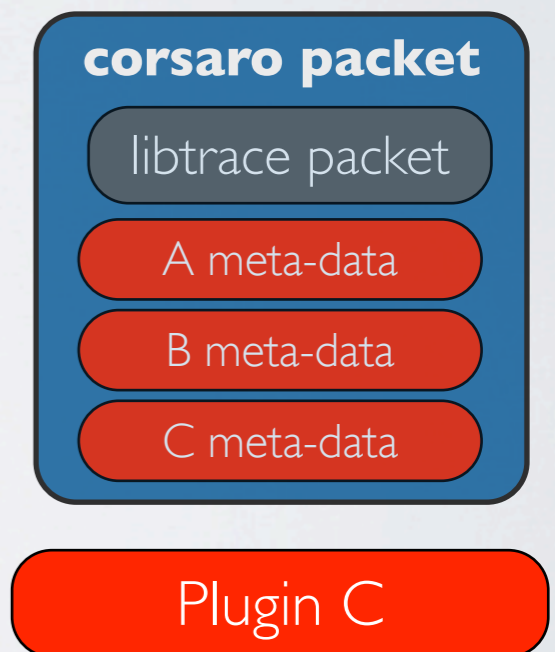 corsaro packet
libtrace packet
A meta-data
B meta-data
C meta-data
Plugin C